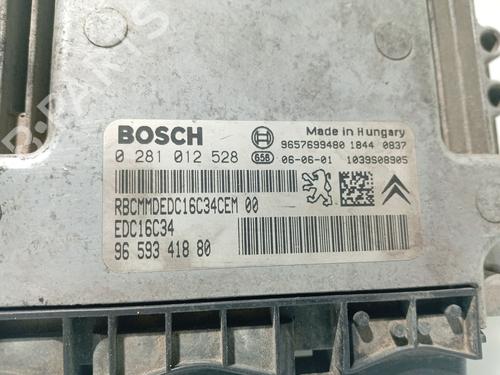 BOSCH
Made in Hungary
9657699480 1844 0837
0 281 012 528
658
06-06-01
1039S08905
RBCMMDEDC16C34CEM 00
EDC16C34
96 593 418 80